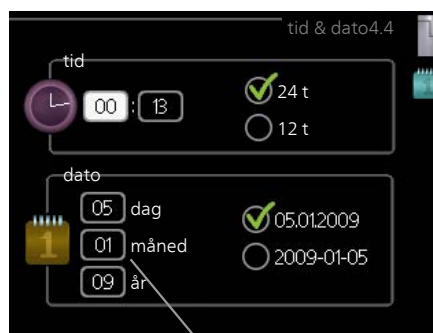 tid & dato4.4
tid
00 : 13
24 t
12 t
dato
05 dag
01 måned
09 år
05.01.2009
2009-01-05
1